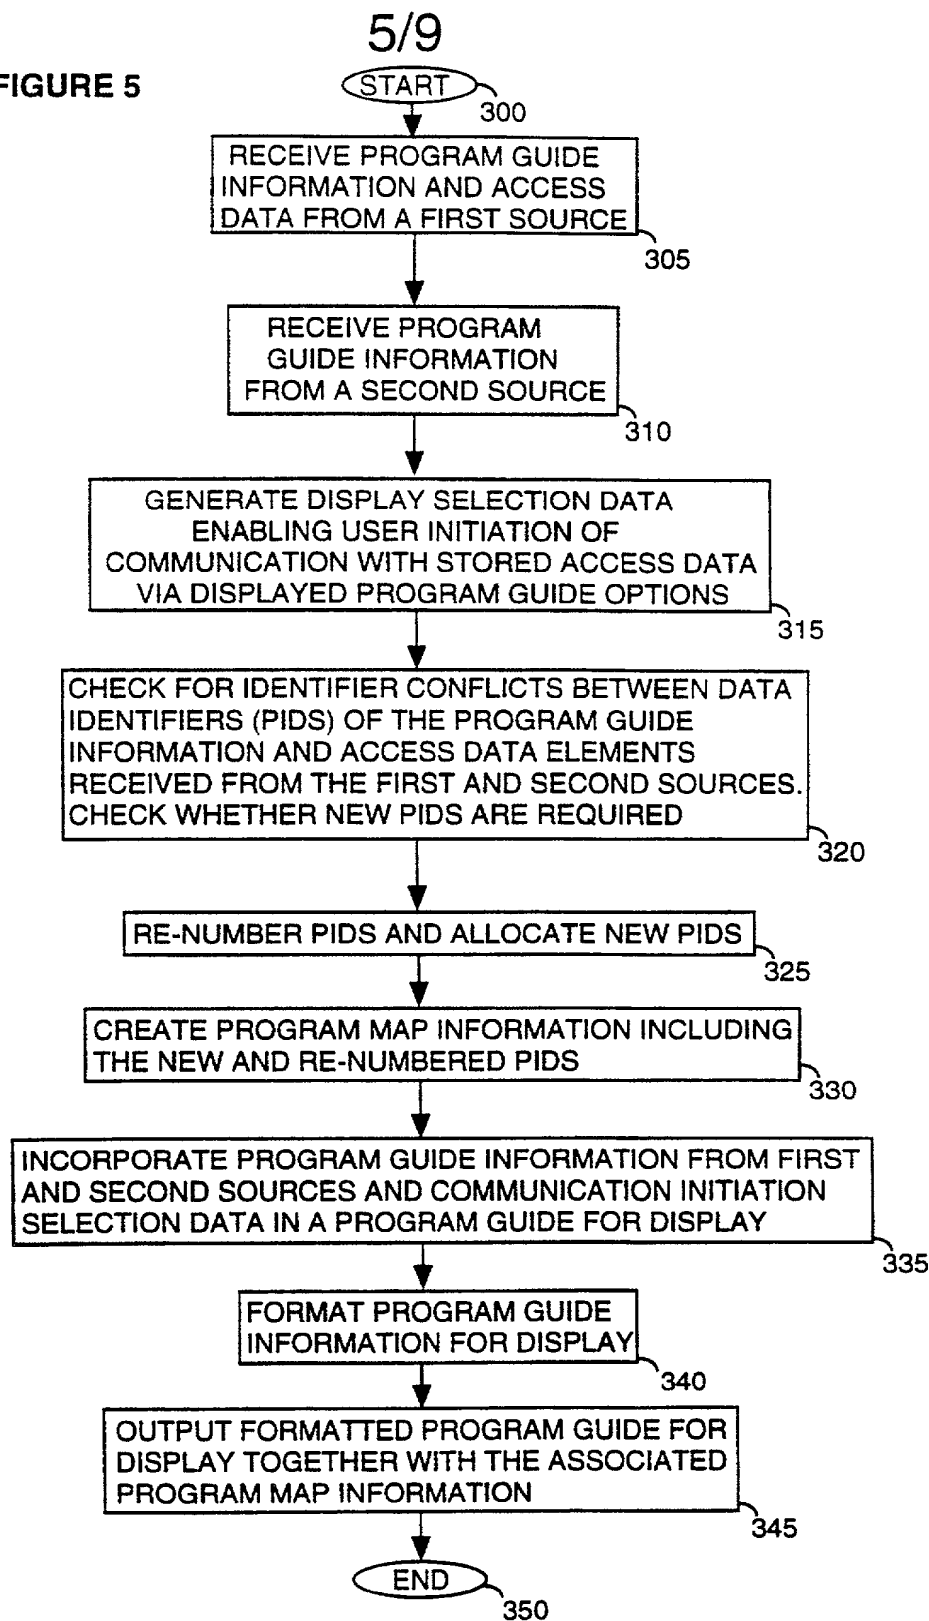 5/9
FIGURE 5
START
300
RECEIVE PROGRAM GUIDE
INFORMATION AND ACCESS
DATA FROM A FIRST SOURCE
305
RECEIVE PROGRAM
GUIDE INFORMATION
FROM A SECOND SOURCE
310
GENERATE DISPLAY SELECTION DATA
ENABLING USER INITIATION OF
COMMUNICATION WITH STORED ACCESS DATA
VIA DISPLAYED PROGRAM GUIDE OPTIONS
315
CHECK FOR IDENTIFIER CONFLICTS BETWEEN DATA
IDENTIFIERS (PIDS) OF THE PROGRAM GUIDE
INFORMATION AND ACCESS DATA ELEMENTS
RECEIVED FROM THE FIRST AND SECOND SOURCES.
CHECK WHETHER NEW PIDS ARE REQUIRED
320
RE-NUMBER PIDS AND ALLOCATE NEW PIDS
325
CREATE PROGRAM MAP INFORMATION INCLUDING
THE NEW AND RE-NUMBERED PIDS
330
INCORPORATE PROGRAM GUIDE INFORMATION FROM FIRST
AND SECOND SOURCES AND COMMUNICATION INITIATION
SELECTION DATA IN A PROGRAM GUIDE FOR DISPLAY
335
FORMAT PROGRAM GUIDE
INFORMATION FOR DISPLAY
340
OUTPUT FORMATTED PROGRAM GUIDE FOR
DISPLAY TOGETHER WITH THE ASSOCIATED
PROGRAM MAP INFORMATION
345
END
350